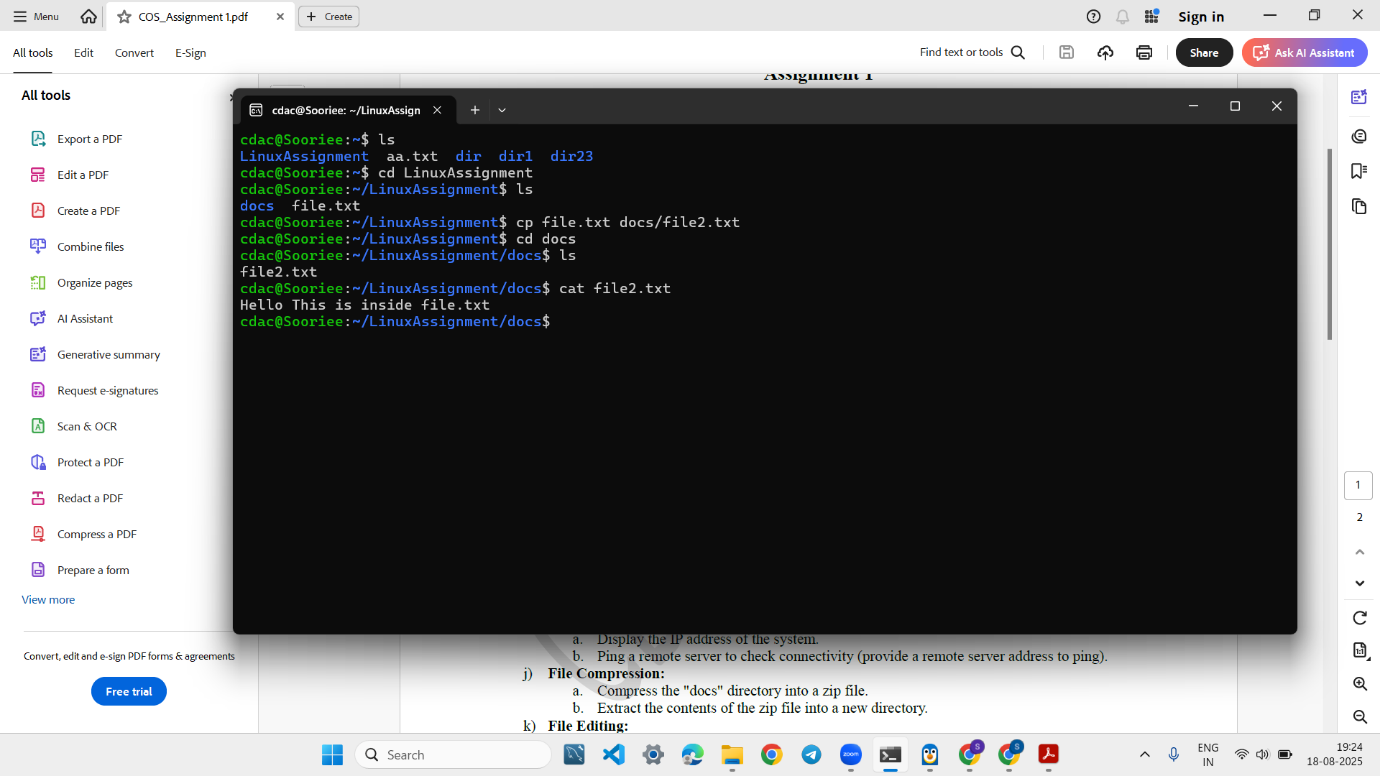 Menu
COS_Assignment 1.pdf
Create
Sign in
All tools
Edit
Convert
E-Sign
Find text or tools
Share
Ask AI Assistant
All tools
Export a PDF
Edit a PDF
Create a PDF
Combine files
Organize pages
AI Assistant
Generative summary
Request e-signatures
Scan & OCR
Protect a PDF
Redact a PDF
Compress a PDF
Prepare a form
View more
Convert, edit and e-sign PDF forms & agreements
Free trial
Assignment 1
cdac@Sooriee: ~/LinuxAssign
cdac@Sooriee:~$ ls
LinuxAssignment aa.txt dir dir1 dir23
cdac@Sooriee:~$ cd LinuxAssignment
cdac@Sooriee:~/LinuxAssignment$ ls
docs file.txt
cdac@Sooriee:~/LinuxAssignment$ cp file.txt docs/file2.txt
cdac@Sooriee:~/LinuxAssignment$ cd docs
cdac@Sooriee:~/LinuxAssignment/docs$ ls
file2.txt
cdac@Sooriee:~/LinuxAssignment/docs$ cat file2.txt
Hello This is inside file.txt
cdac@Sooriee:~/LinuxAssignment/docs$
a. Display the IP address of the system.
b. Ping a remote server to check connectivity (provide a remote server address to ping).
j) File Compression:
a. Compress the "docs" directory into a zip file.
b. Extract the contents of the zip file into a new directory.
k) File Editing:
1
2
Search
zoom
S
S
ENG
IN
19:24
18-08-2025